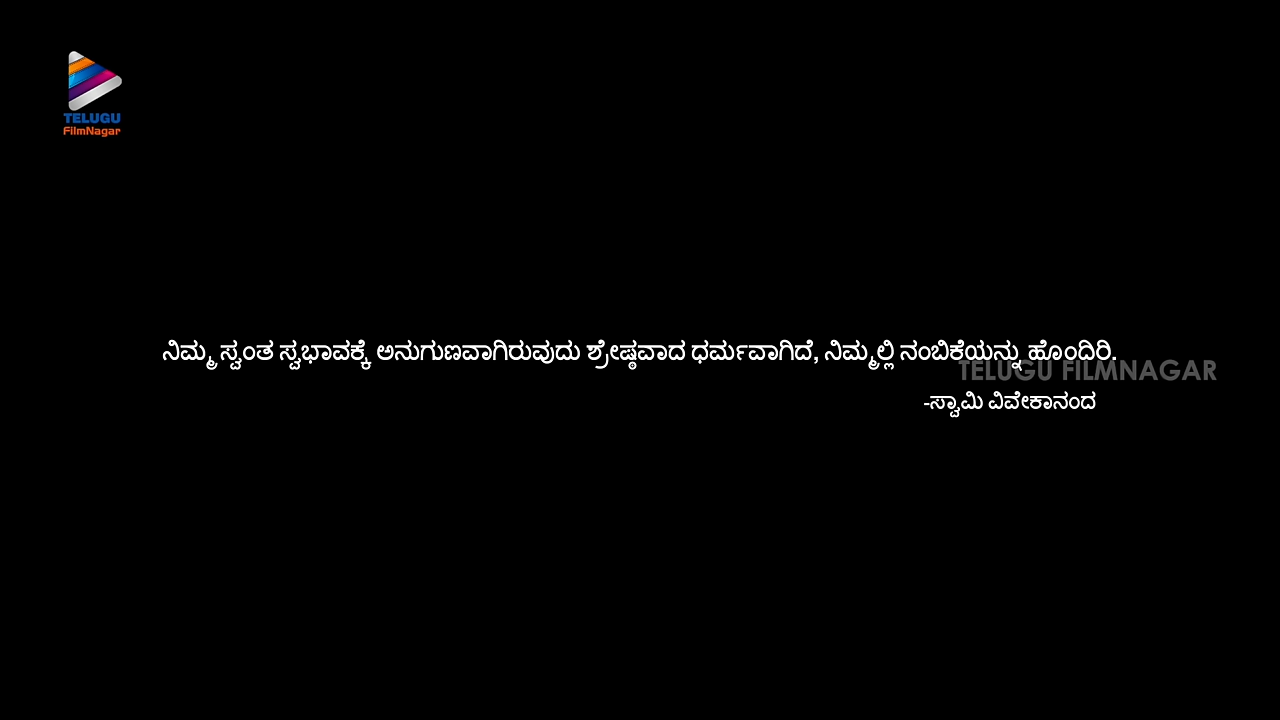 TELUGU
FilmNagar
ನಿಮ್ಮ ಸ್ವಂತ ಸ್ವಭಾವಕ್ಕೆ ಅನುಗುಣವಾಗಿರುವುದು ಶ್ರೇಷ್ಠವಾದ ಧರ್ಮವಾಗಿದೆ, ನಿಮ್ಮಲ್ಲಿ ನಂಬಿಕೆಯನ್ನು ಹೊಂದಿರಿ.
TELUGU FILMNAGAR
-ಸ್ವಾಮಿ ವಿವೇಕಾನಂದ